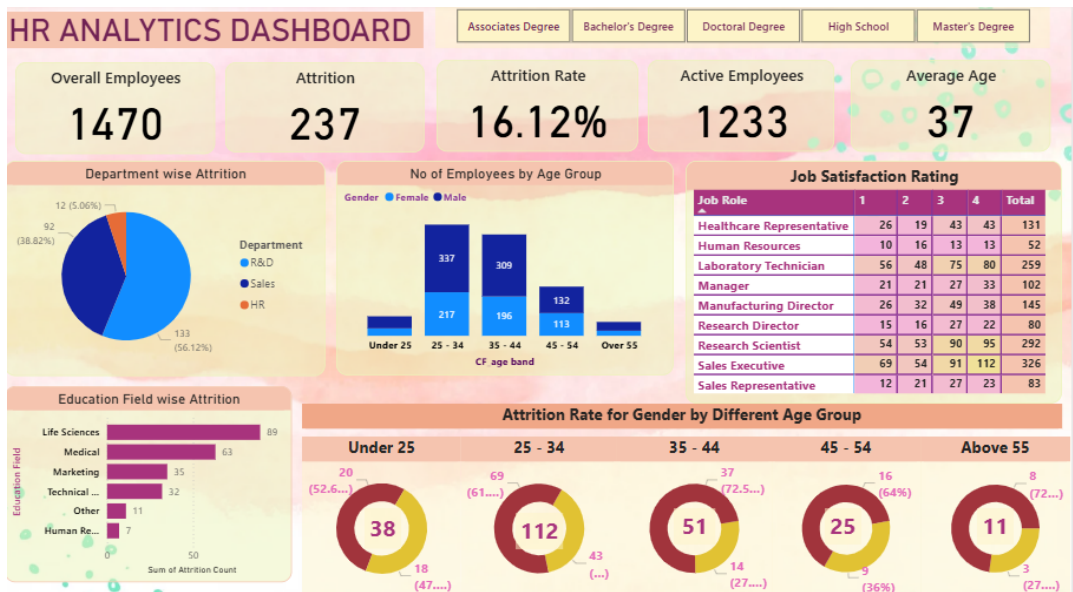 HR ANALYTICS DASHBOARD
Associates Degree
Bachelor's Degree
Doctoral Degree
High School
Master's Degree
Overall Employees
1470
Attrition
237
Attrition Rate
16.12%
Active Employees
1233
Average Age
37
Department wise Attrition
12 (5.06%)
92
(38.82%)
133
(56.12%)
Department
R&D
Sales
HR
No of Employees by Age Group
Gender Female Male
337
309
132
217
196
113
Under 25 25 - 34 35 - 44 45 - 54 Over 55
CF_age band
Job Satisfaction Rating
Job Role 1 2 3 4 Total
Healthcare Representative 26 19 43 43 131
Human Resources 10 16 13 13 52
Laboratory Technician 56 48 75 80 259
Manager 21 21 27 33 102
Manufacturing Director 26 32 49 38 145
Research Director 15 16 27 22 80
Research Scientist 54 53 90 95 292
Sales Executive 69 54 91 112 326
Sales Representative 12 21 27 23 83
Education Field wise Attrition
Education Field
Life Sciences 89
Medical 63
Marketing 35
Technical ... 32
Other 11
Human Re... 7
0 50
Sum of Attrition Count
Attrition Rate for Gender by Different Age Group
Under 25
20
(52.6...)
38
18
(47....)
25 - 34
69
(61....)
112
43
(...)
35 - 44
37
(72.5...)
51
14
(27....)
45 - 54
16
(64%)
25
9
(36%)
Above 55
8
(72...)
11
3
(27....)